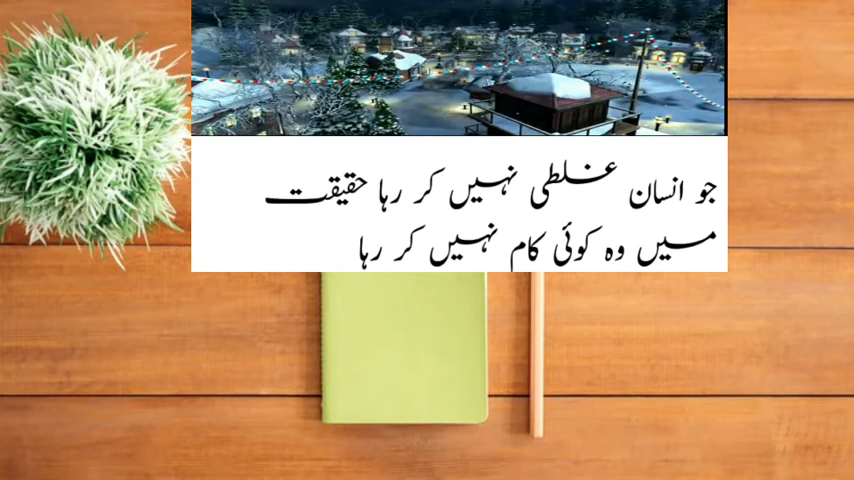 جو انسان غلطی نہیں کر رہا حقیقت
میں وہ کوئی کام نہیں کر رہا